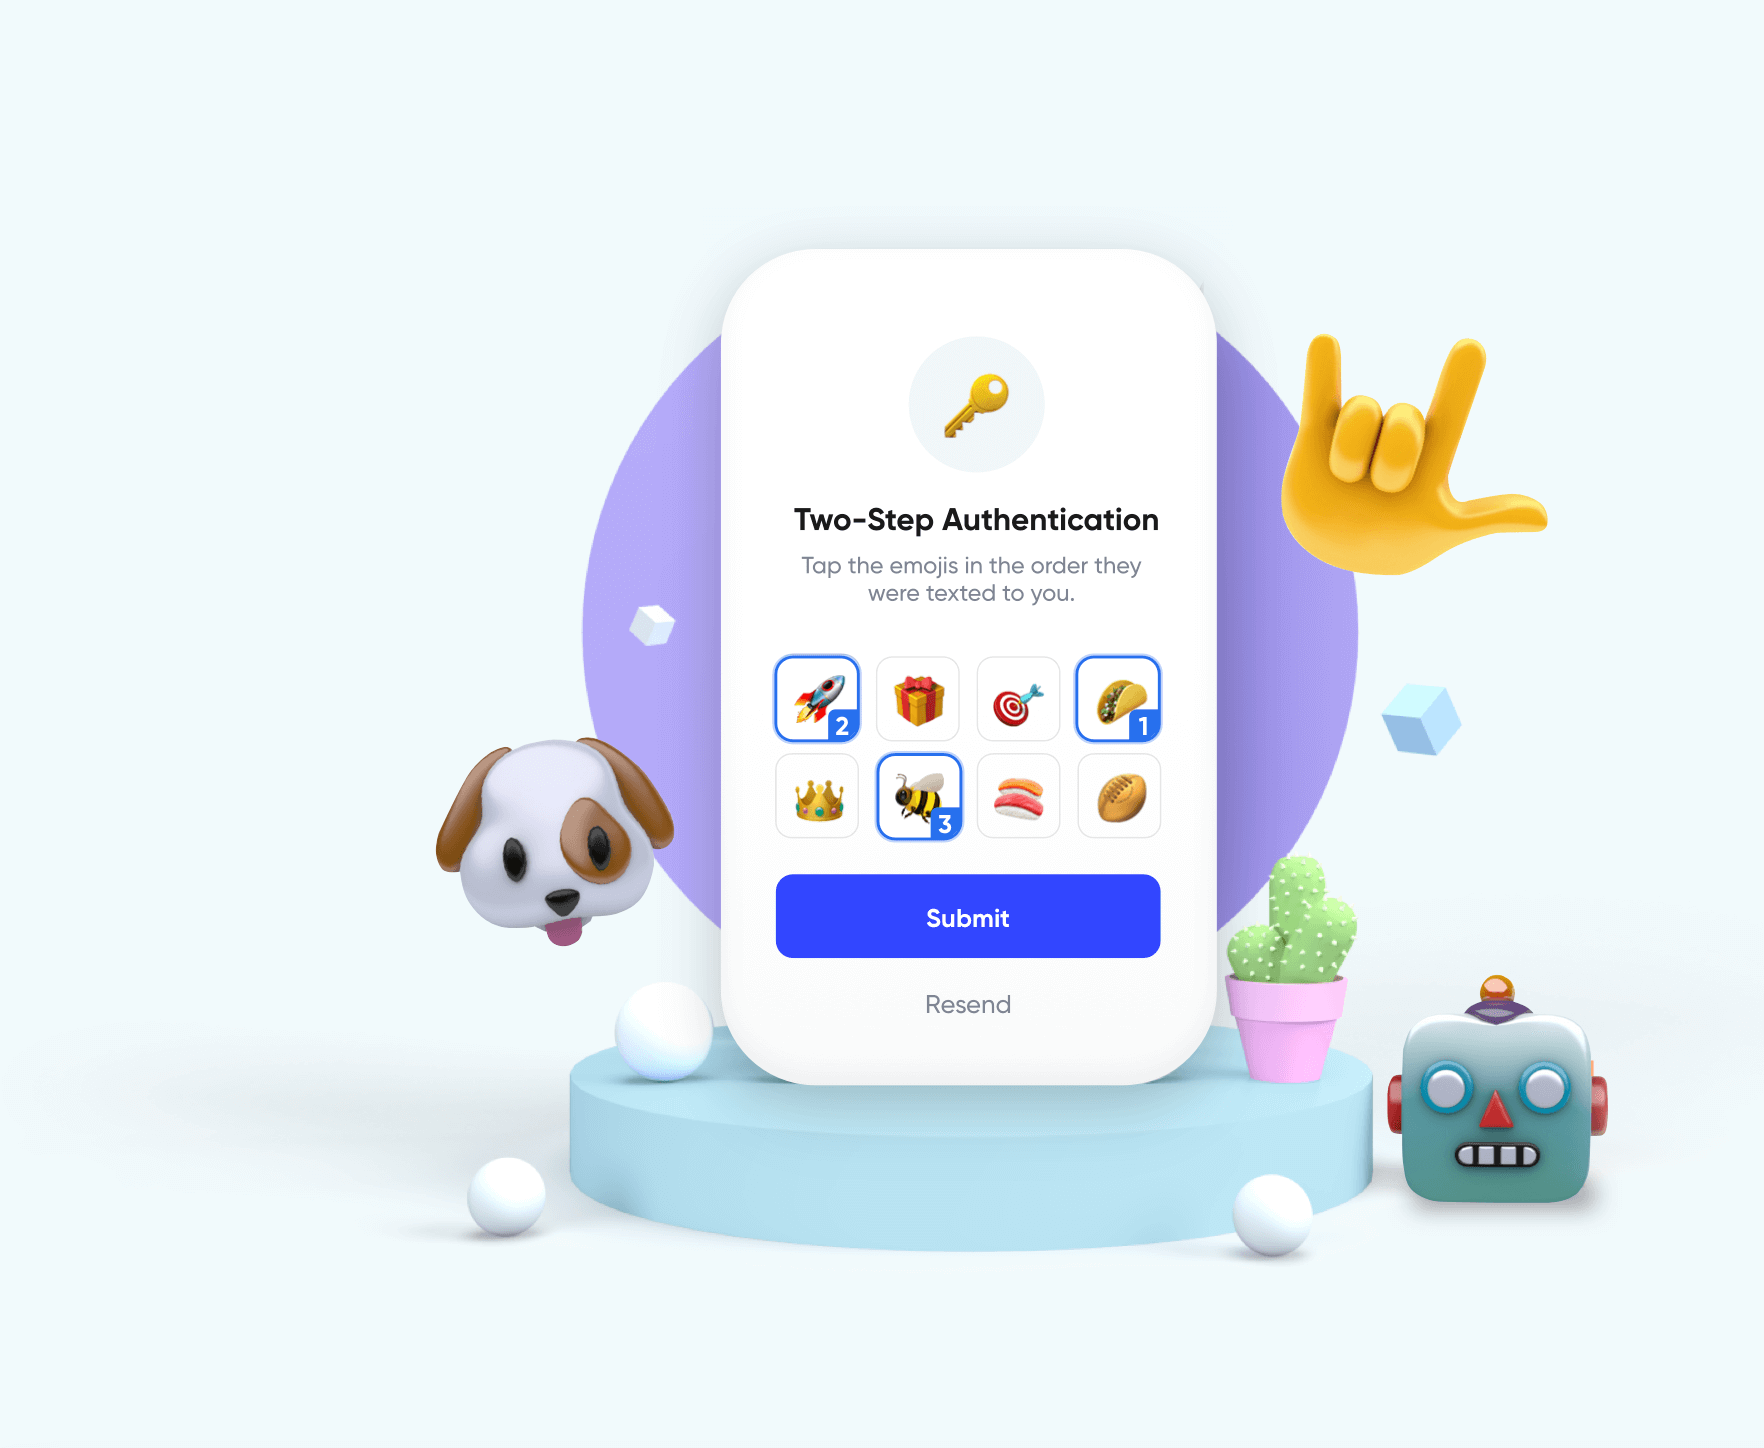 Two-Step Authentication
Tap the emojis in the order they
were texted to you.
2
1
3
Submit
Resend